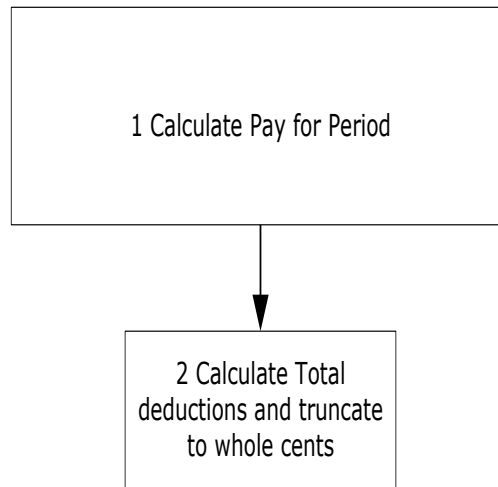 1 Calculate Pay for Period
2 Calculate Total
deductions and truncate
to whole cents